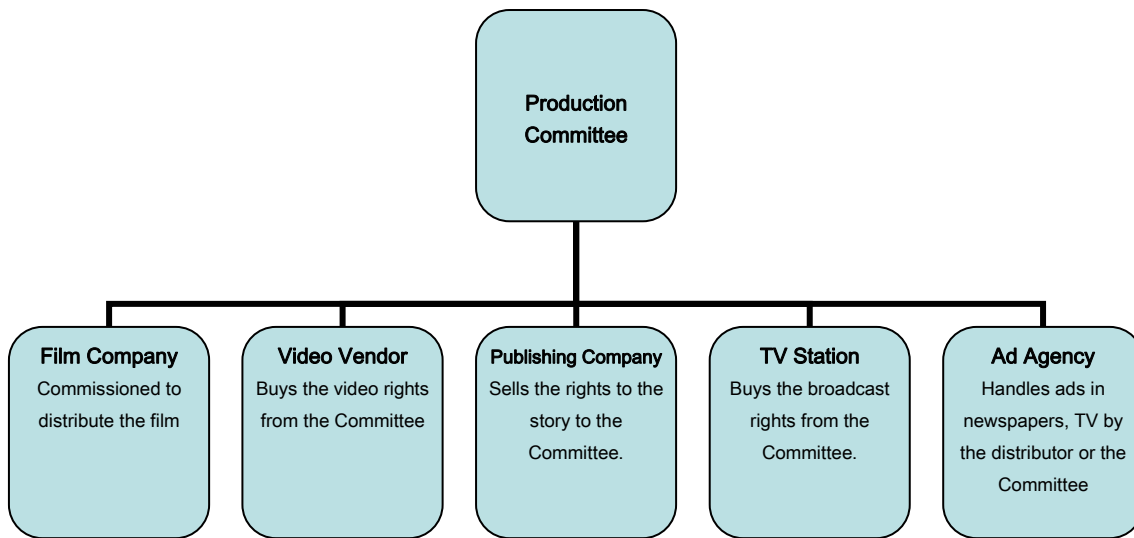 Production
Committee
Film Company
Commissioned to
distribute the film
Video Vendor
Buys the video rights
from the Committee
Publishing Company
Sells the rights to the
story to the
Committee.
TV Station
Buys the broadcast
rights from the
Committee.
Ad Agency
Handles ads in
newspapers, TV by
the distributor or the
Committee